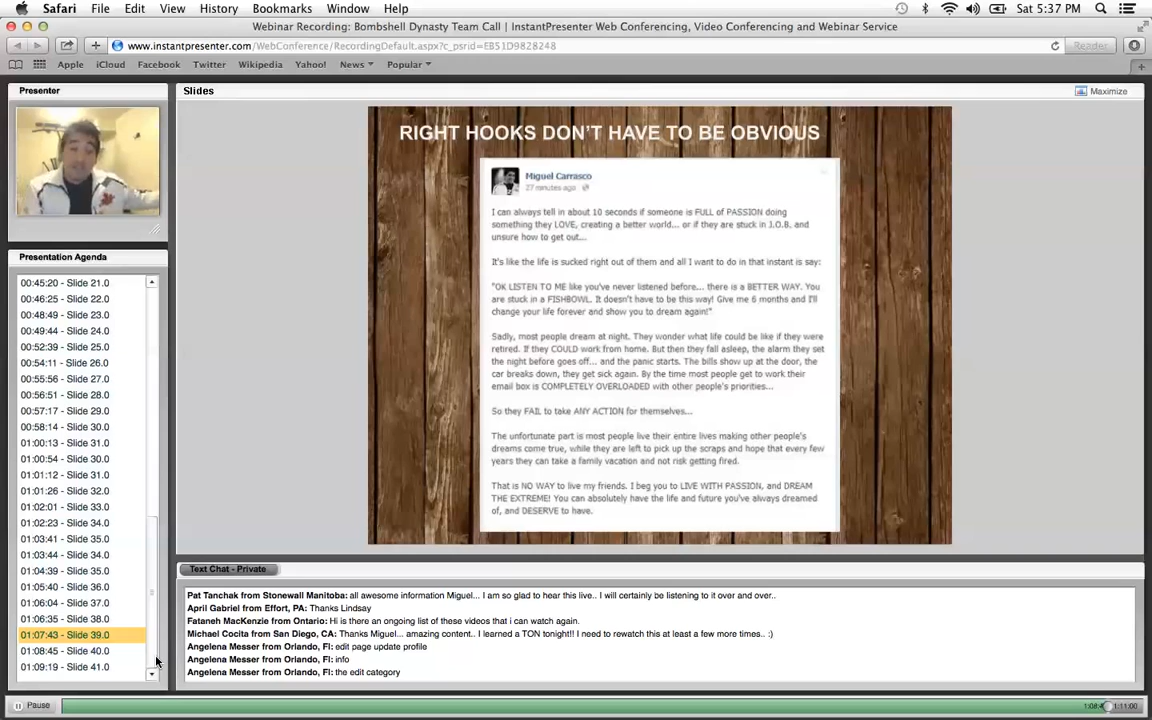 Safari File Edit View History Bookmarks Window Help Sat 5:37 PM
Webinar Recording: Bombshell Dynasty Team Call | InstantPresenter Web Conferencing, Video Conferencing and Webinar Service
www.instantpresenter.com/WebConference/RecordingDefault.aspx?c_psrid=EB51D9828248 Reader
Apple iCloud Facebook Twitter Wikipedia Yahoo! News Popular
Presenter
Slides
Maximize
Presentation Agenda
00:45:20 - Slide 21.0
00:46:25 - Slide 22.0
00:48:49 - Slide 23.0
00:49:44 - Slide 24.0
00:52:39 - Slide 25.0
00:54:11 - Slide 26.0
00:55:56 - Slide 27.0
00:56:51 - Slide 28.0
00:57:17 - Slide 29.0
00:58:14 - Slide 30.0
01:00:13 - Slide 31.0
01:00:54 - Slide 30.0
01:01:12 - Slide 31.0
01:01:26 - Slide 32.0
01:02:01 - Slide 33.0
01:02:23 - Slide 34.0
01:03:41 - Slide 35.0
01:03:44 - Slide 34.0
01:04:39 - Slide 35.0
01:05:40 - Slide 36.0
01:06:04 - Slide 37.0
01:06:35 - Slide 38.0
01:07:43 - Slide 39.0
01:08:45 - Slide 40.0
01:09:19 - Slide 41.0
RIGHT HOOKS DON'T HAVE TO BE OBVIOUS
Miguel Carrasco
27 minutes ago
I can always tell in about 10 seconds if someone is FULL of PASSION doing
something they LOVE, creating a better world... or if they are stuck in J.O.B. and
unsure how to get out...
It's like the life is sucked right out of them and all I want to do in that instant is say:
"OK LISTEN TO ME like you've never listened before... there is a BETTER WAY. You
are stuck in a FISHBOWL. It doesn't have to be this way! Give me 6 months and I'll
change your life forever and show you to dream again!"
Sadly, most people dream at night. They wonder what life could be like if they were
retired. If they COULD work from home. But then they fall asleep, the alarm they set
the night before goes off... and the panic starts. The bills show up at the door, the
car breaks down, they get sick again. By the time most people get to work their
email box is COMPLETELY OVERLOADED with other people's priorities...
So they FAIL to take ANY ACTION for themselves...
The unfortunate part is most people live their entire lives making other people's
dreams come true, while they are left to pick up the scraps and hope that every few
years they can take a family vacation and not risk getting fired.
That is NO WAY to live my friends. I beg you to LIVE WITH PASSION, and DREAM
THE EXTREME! You can absolutely have the life and future you've always dreamed
of, and DESERVE to have.
Text Chat - Private
Pat Tanchak from Stonewall Manitoba: all awesome information Miguel... I am so glad to hear this live.. I will certainly be listening to it over and over..
April Gabriel from Effort, PA: Thanks Lindsay
Fataneh MacKenzie from Ontario: Hi is there an ongoing list of these videos that i can watch again.
Michael Cocita from San Diego, CA: Thanks Miguel... amazing content.. I learned a TON tonight!! I need to rewatch this at least a few more times.. :)
Angelena Messer from Orlando, Fl: edit page update profile
Angelena Messer from Orlando, Fl: info
Angelena Messer from Orlando, Fl: the edit category
Pause 1:11:00